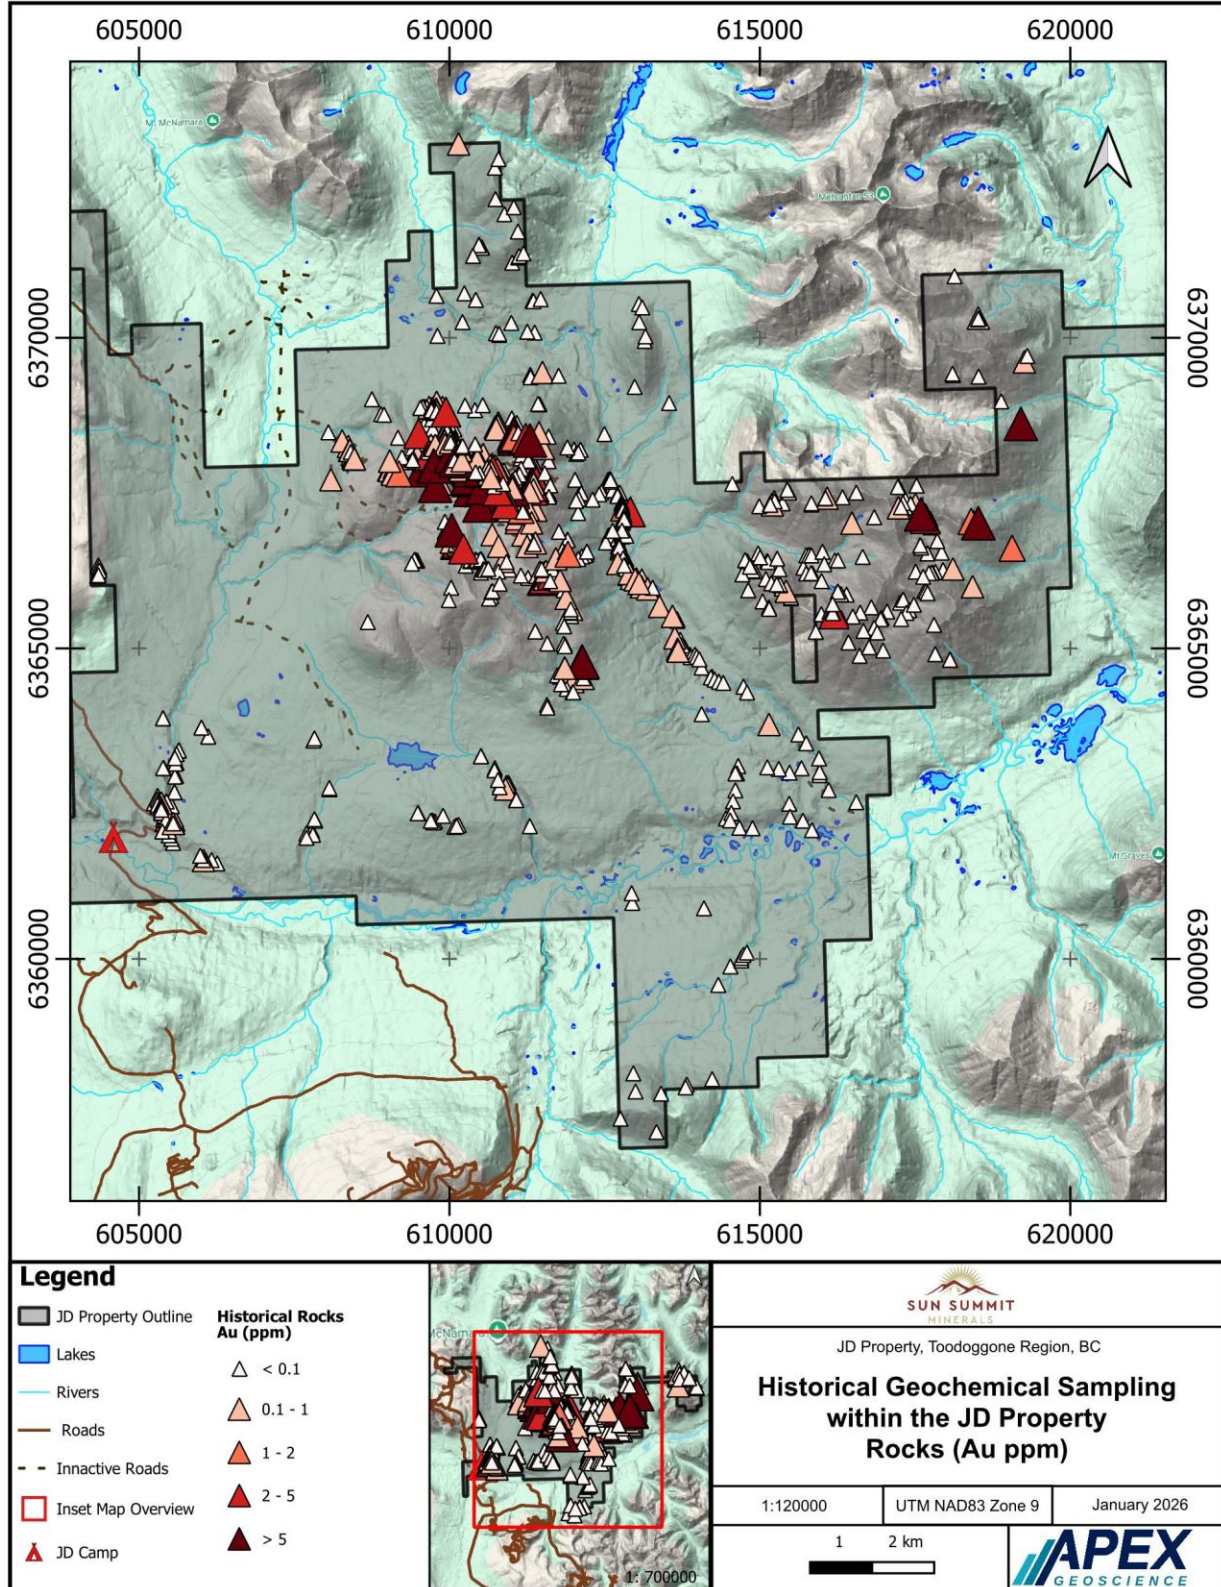 605000 610000 615000 620000
Mt. McNamara
Metsantan S3
6370000 6370000
6365000 6365000
Mt Graves
6360000 6360000
605000 610000 615000 620000
Legend
JD Property Outline
Lakes
Rivers
Roads
Innactive Roads
Inset Map Overview
JD Camp
Historical Rocks
Au (ppm)
< 0.1
0.1 - 1
1 - 2
2 - 5
> 5
McNamara
1: 700000
SUN SUMMIT
MINERALS
JD Property, Toodoggone Region, BC
Historical Geochemical Sampling
within the JD Property
Rocks (Au ppm)
1:120000 UTM NAD83 Zone 9 January 2026
1 2 km
APEX
GEOSCIENCE